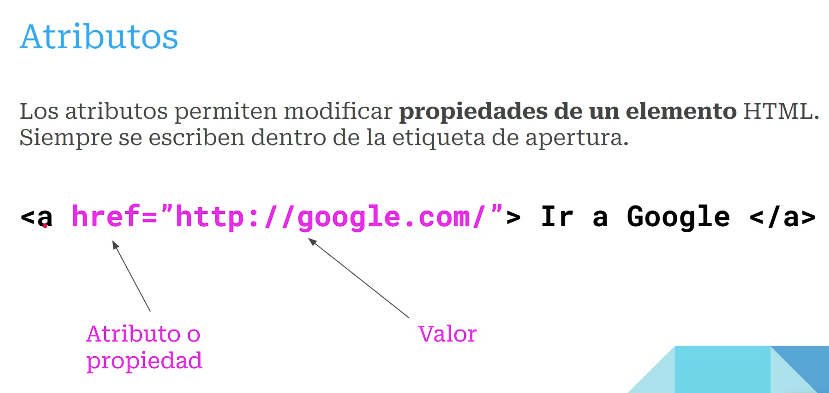 Atributos
Los atributos permiten modificar propiedades de un elemento HTML.
Siempre se escriben dentro de la etiqueta de apertura.
<a href=”http://google.com/”> Ir a Google </a>
Atributo o
propiedad
Valor